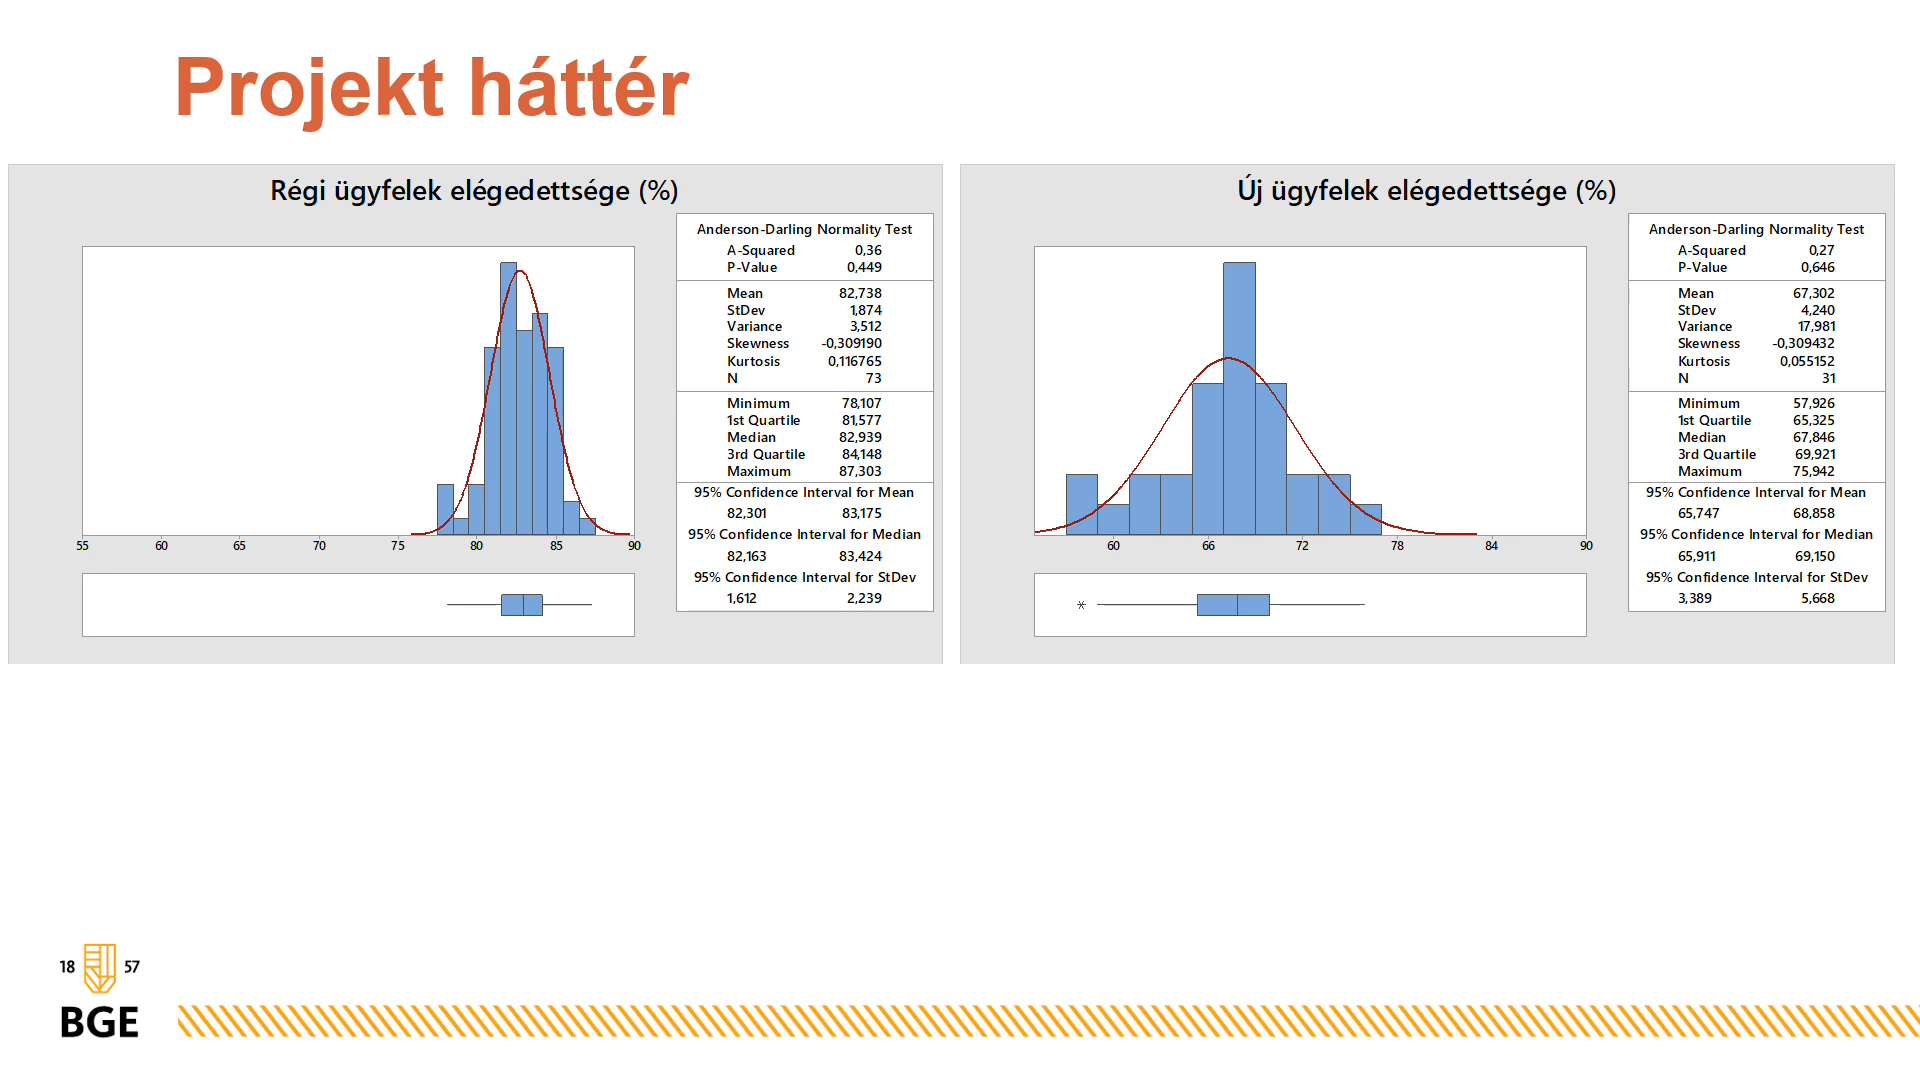 Projekt háttér
Régi ügyfelek elégedettsége (%)
Anderson-Darling Normality Test
A-Squared 0,36
P-Value 0,449
Mean 82,738
StDev 1,874
Variance 3,512
Skewness -0,309190
Kurtosis 0,116765
N 73
Minimum 78,107
1st Quartile 81,577
Median 82,939
3rd Quartile 84,148
Maximum 87,303
95% Confidence Interval for Mean
82,301 83,175
95% Confidence Interval for Median
82,163 83,424
95% Confidence Interval for StDev
1,612 2,239
55 60 65 70 75 80 85 90
Új ügyfelek elégedettsége (%)
Anderson-Darling Normality Test
A-Squared 0,27
P-Value 0,646
Mean 67,302
StDev 4,240
Variance 17,981
Skewness -0,309432
Kurtosis 0,055152
N 31
Minimum 57,926
1st Quartile 65,325
Median 67,846
3rd Quartile 69,921
Maximum 75,942
95% Confidence Interval for Mean
65,747 68,858
95% Confidence Interval for Median
65,911 69,150
95% Confidence Interval for StDev
3,389 5,668
60 66 72 78 84 90
18 57
BGE